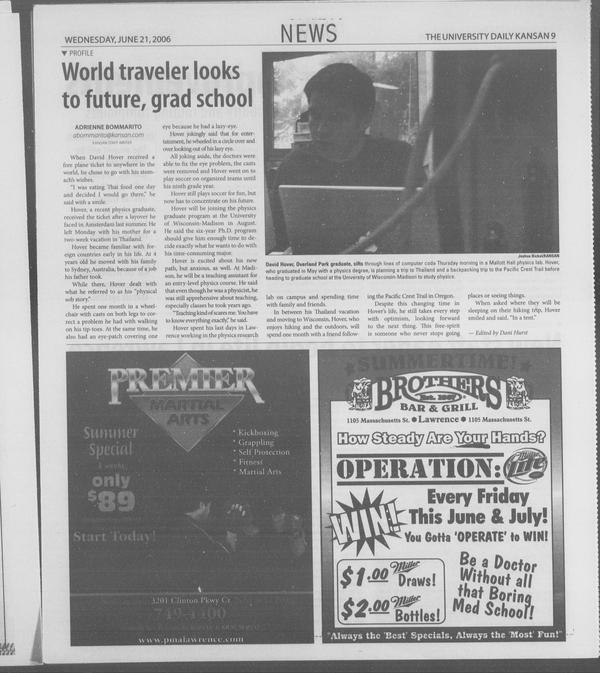 WEDNESDAY, JUNE 21, 2006
NEWS
THE UNIVERSITY DAILY KANSAN 9
▼ PROFILE
World traveler looks
to future, grad school
ADRIENNE BOMMARITO
abommarito@kansan.com
KANSAN STAFF WRITER
When David Hover received a
free plane ticket to anywhere in the
world, he chose to go with his stom-
ach's wishes.
"I was eating Thai food one day
and decided I would go there," he
said with a smile.
Hover, a recent physics graduate,
received the ticket after a layover he
faced in Amsterdam last summer. He
left Monday with his mother for a
two-week vacation in Thailand.
Hover became familiar with for-
eign countries early in his life. At 4
years old he moved with his family
to Sydney, Australia, because of a job
his father took.
While there, Hover dealt with
what he referred to as his "physical
sob story."
He spent one month in a wheel-
chair with casts on both legs to cor-
rect a problem he had with walking
on his tip-toes. At the same time, he
also had an eye-patch covering one
eye because he had a lazy-eye.
Hover jokingly said that for enter-
tainment, he wheeled in a circle over and
over looking out of his lazy eye.
All joking aside, the doctors were
able to fix the eye problem, the casts
were removed and Hover went on to
play soccer on organized teams until
his ninth grade year.
Hover still plays soccer for fun, but
now has to concentrate on his future.
Hover will be joining the physics
graduate program at the University
of Wisconsin-Madison in August.
He said the six-year Ph.D. program
should give him enough time to de-
cide exactly what he wants to do with
his time-consuming major.
Hover is excited about his new
path, but anxious, as well. At Madi-
son, he will be a teaching assistant for
an entry-level physics course. He said
that even though he was a physicist, he
was still apprehensive about teaching,
especially classes he took years ago.
"Teaching kind of scares me. You have
to know everything exactly," he said.
Hover spent his last days in Law-
rence working in the physics research
Joshua Bickel/KANSAN
David Hover, Overland Park graduate, sifts through lines of computer coda Thursday morning in a Mallott Hall physics lab. Hover,
who graduated in May with a physics degree, is planning a trip to Thailand and a backpacking trip to the Pacific Crest Trail before
heading to graduate school at the University of Wisconsin-Madison to study physics.
lab on campus and spending time
with family and friends.
In between his Thailand vacation
and moving to Wisconsin, Hover, who
enjoys hiking and the outdoors, will
spend one month with a friend follow-
ing the Pacific Crest Trail in Oregon.
Despite this changing time in
Hover's life, he still takes every step
with optimism, looking forward
to the next thing. This free-spirit
is someone who never stops going
places or seeing things.
When asked where they will be
sleeping on their hiking trip, Hover
smiled and said, "In a tent."
— Edited by Dani Hurst
PREMIER
MARTIAL
ARTS
Summer
Special
only
$89
Start Today!
* Kickboxing
* Grappling
* Self Protection
* Fitness
* Martial Arts
3201 Clinton Pkwy Ct
749-4400
www.pmalawrence.com
SUMMERTIME!
BROTHERS
BAR & GRILL
1105 Massachusetts St. ● Lawrence ● 1105 Massachusetts St.
How Steady Are Your Hands?
OPERATION:
Miller Lite
WIN!
Every Friday
This June & July!
You Gotta 'OPERATE' to WIN!
$1.00 Miller Draws!
$2.00 Miller Bottles!
Be a Doctor
Without all
that Boring
Med School!
"Always the 'Best' Specials, Always the 'Most' Fun!"